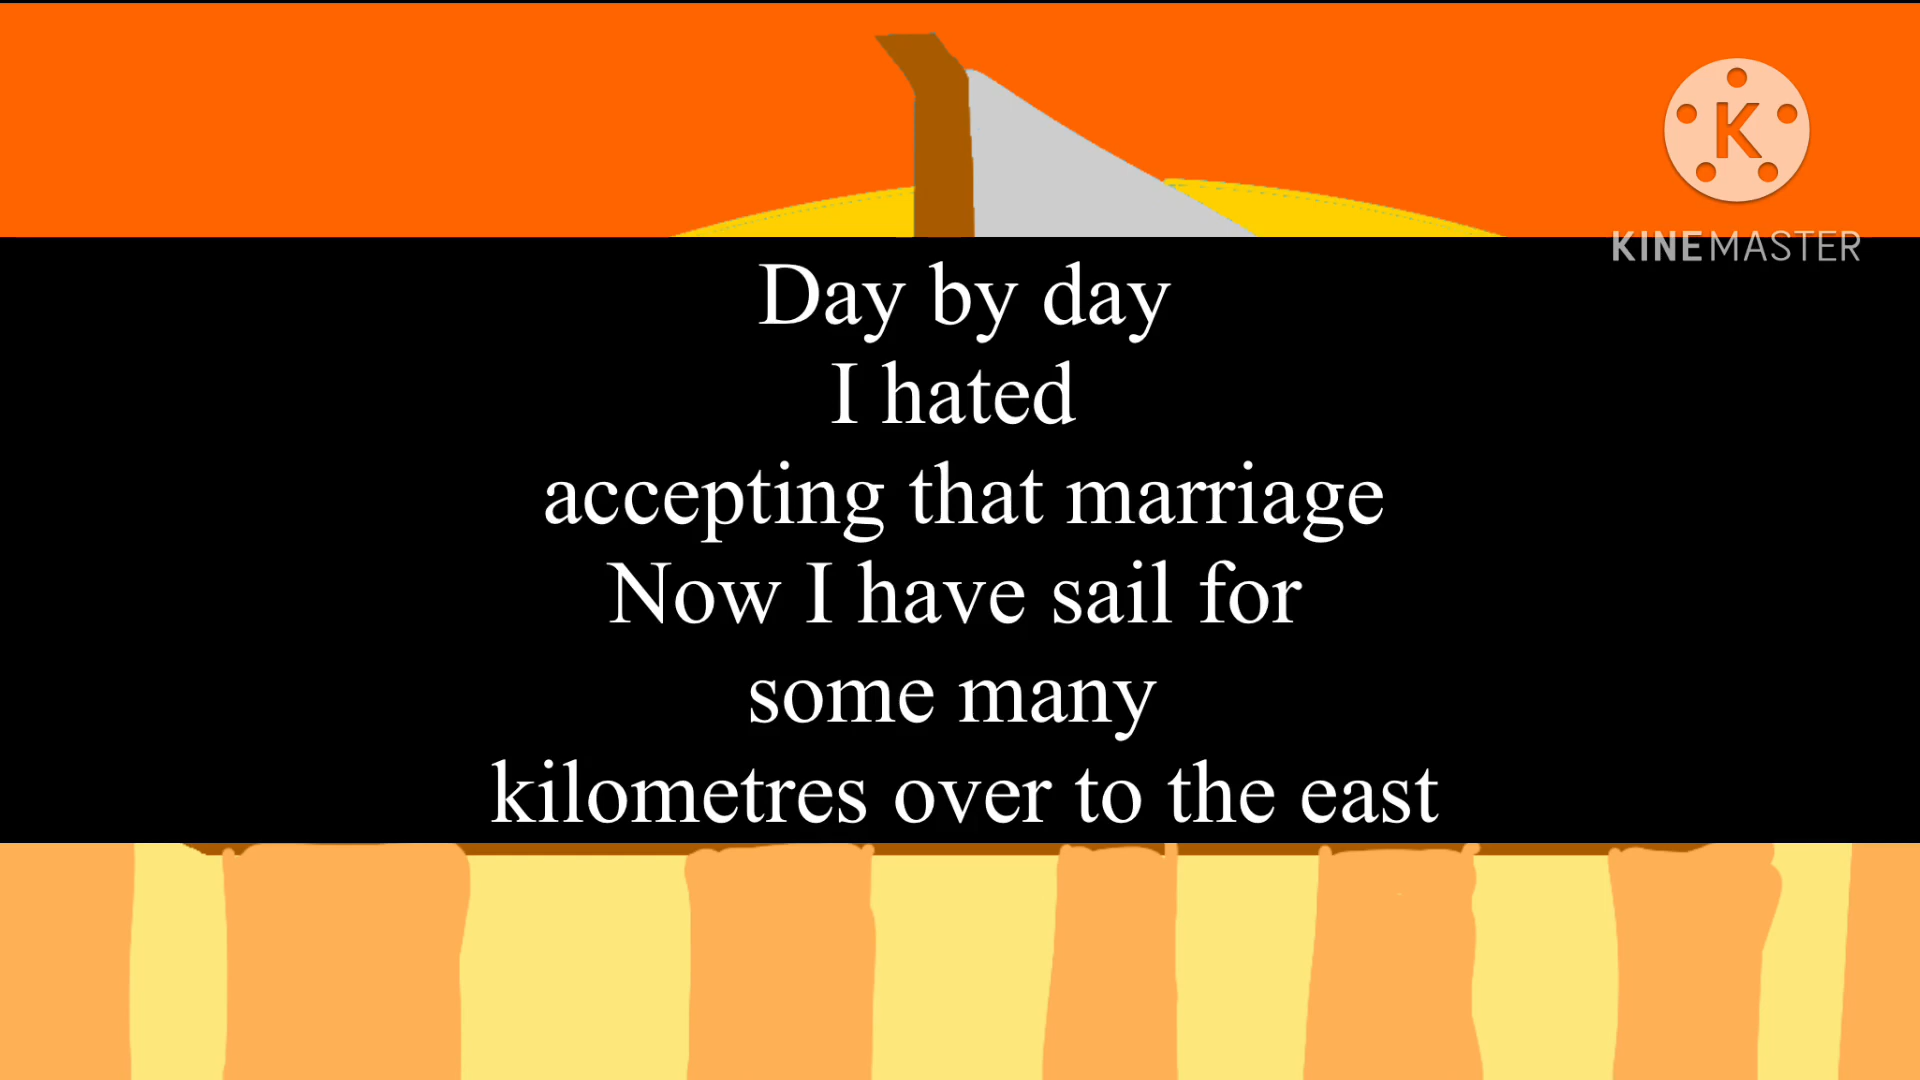 K
KINEMASTER
Day by day
I hated
accepting that marriage
Now I have sail for
some many
kilometres over to the east